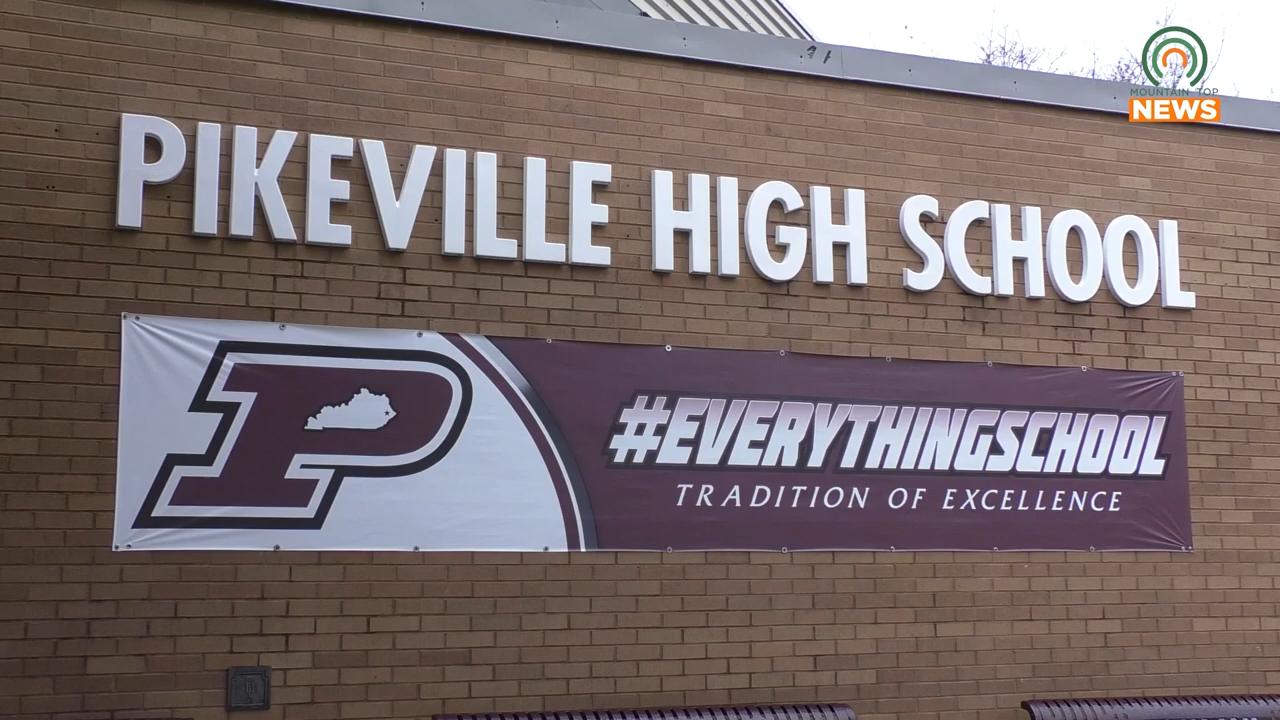 MOUNTAIN TOP
NEWS
PIKEVILLE HIGH SCHOOL
P
#EVERYTHINGSCHOOL
TRADITION OF EXCELLENCE